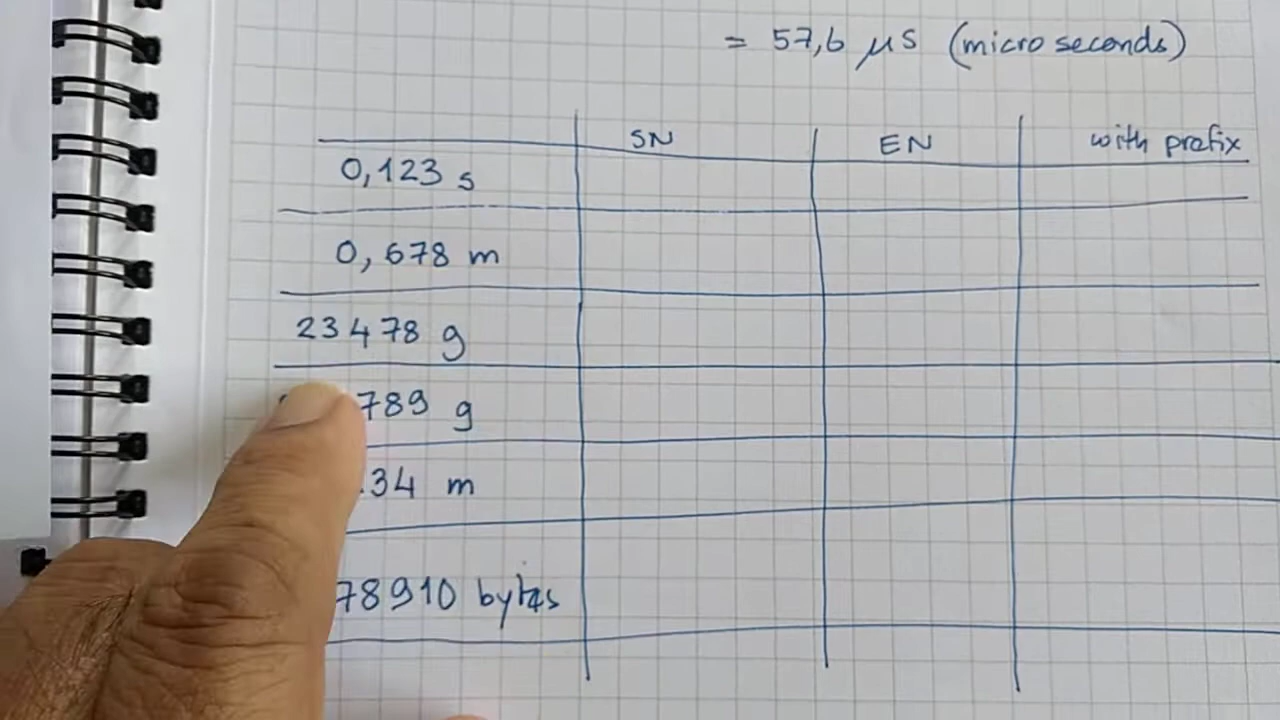 = 57,6 μs (micro seconds)
SN EN with prefix
0,123 s
0,678 m
23478 g
789 g
34 m
78910 bytes